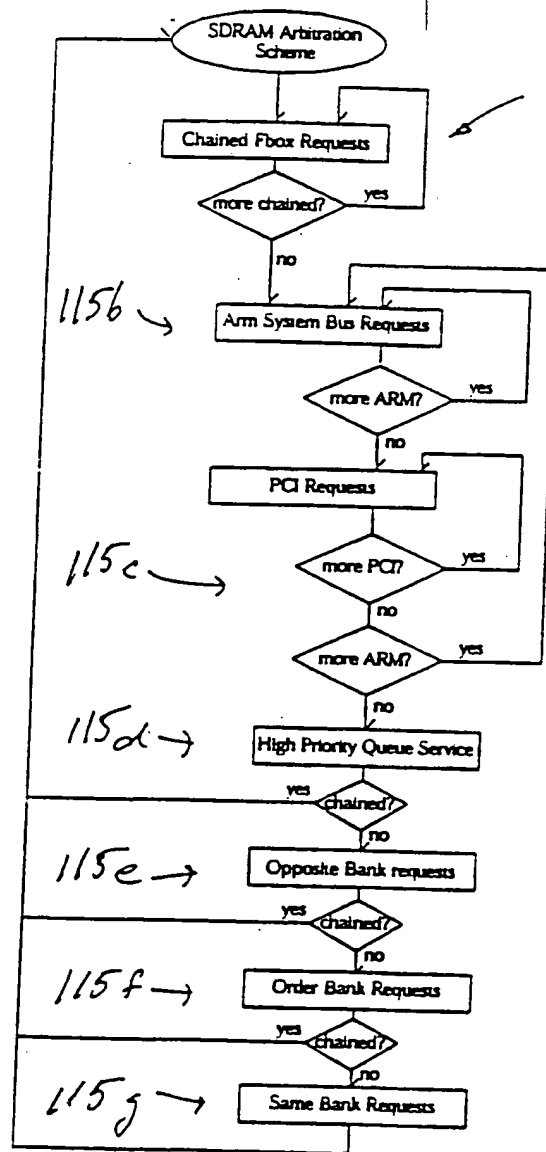 SDRAM Arbitration
Scheme
Chained Fbox Requests
more chained?
yes
no
115b
Arm System Bus Requests
more ARM?
yes
no
PCI Requests
115c
more PCI?
yes
no
more ARM?
yes
no
115d
High Priority Queue Service
yes
chained?
no
115e
Opposite Bank requests
yes
chained?
no
115f
Order Bank Requests
yes
chained?
no
115g
Same Bank Requests